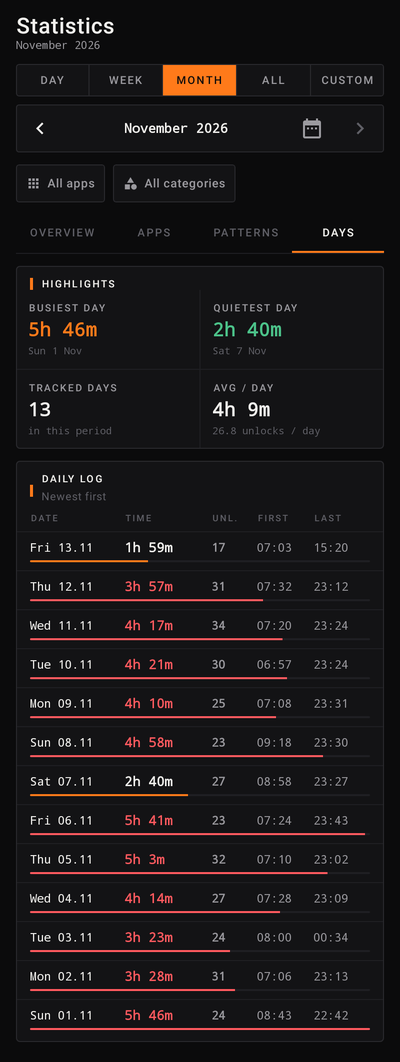 Statistics
November 2026
DAY WEEK MONTH ALL CUSTOM
November 2026
All apps All categories
OVERVIEW APPS PATTERNS DAYS
HIGHLIGHTS
BUSIEST DAY QUIETEST DAY
5h 46m 2h 40m
Sun 1 Nov Sat 7 Nov
TRACKED DAYS AVG / DAY
13 4h 9m
in this period 26.8 unlocks / day
DAILY LOG
Newest first
DATE TIME UNL. FIRST LAST
Fri 13.11 1h 59m 17 07:03 15:20
Thu 12.11 3h 57m 31 07:32 23:12
Wed 11.11 4h 17m 34 07:20 23:24
Tue 10.11 4h 21m 30 06:57 23:24
Mon 09.11 4h 10m 25 07:08 23:31
Sun 08.11 4h 58m 23 09:18 23:30
Sat 07.11 2h 40m 27 08:58 23:27
Fri 06.11 5h 41m 23 07:24 23:43
Thu 05.11 5h 3m 32 07:10 23:02
Wed 04.11 4h 14m 27 07:28 23:09
Tue 03.11 3h 23m 24 08:00 00:34
Mon 02.11 3h 28m 31 07:06 23:13
Sun 01.11 5h 46m 24 08:43 22:42